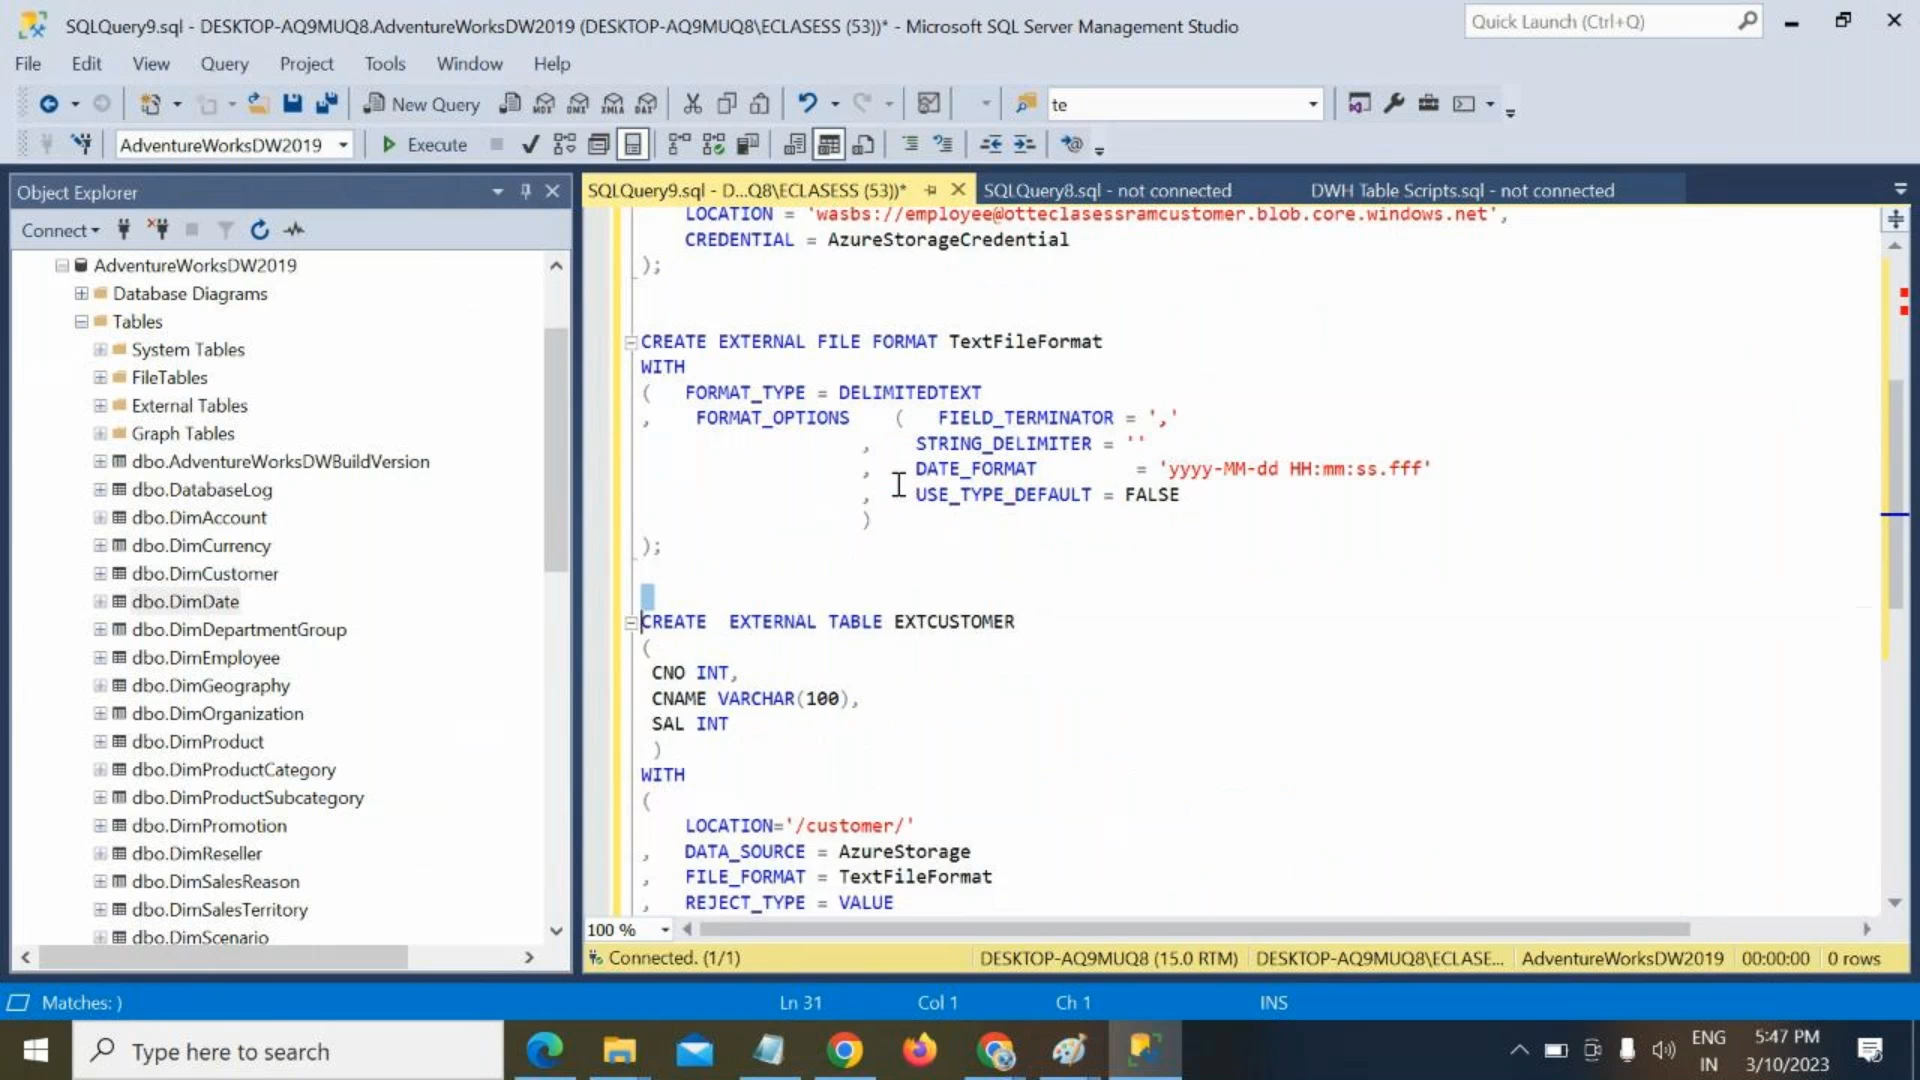 SQLQuery9.sql - DESKTOP-AQ9MUQ8.AdventureWorksDW2019 (DESKTOP-AQ9MUQ8\ECLASESS (53))* - Microsoft SQL Server Management Studio
Quick Launch (Ctrl+Q)
File Edit View Query Project Tools Window Help
New Query
MDX DMX XMLA DAX
te
AdventureWorksDW2019
Execute
Object Explorer
SQLQuery9.sql - D...Q8\ECLASESS (53))*
SQLQuery8.sql - not connected
DWH Table Scripts.sql - not connected
Connect
AdventureWorksDW2019
Database Diagrams
Tables
System Tables
FileTables
External Tables
Graph Tables
dbo.AdventureWorksDWBuildVersion
dbo.DatabaseLog
dbo.DimAccount
dbo.DimCurrency
dbo.DimCustomer
dbo.DimDate
dbo.DimDepartmentGroup
dbo.DimEmployee
dbo.DimGeography
dbo.DimOrganization
dbo.DimProduct
dbo.DimProductCategory
dbo.DimProductSubcategory
dbo.DimPromotion
dbo.DimReseller
dbo.DimSalesReason
dbo.DimSalesTerritory
dbo.DimScenario
LOCATION = 'wasbs://employee@otteclasessramcustomer.blob.core.windows.net',
CREDENTIAL = AzureStorageCredential
);
CREATE EXTERNAL FILE FORMAT TextFileFormat
WITH
( FORMAT_TYPE = DELIMITEDTEXT
, FORMAT_OPTIONS ( FIELD_TERMINATOR = ','
, STRING_DELIMITER = ''
, DATE_FORMAT = 'yyyy-MM-dd HH:mm:ss.fff'
, USE_TYPE_DEFAULT = FALSE
)
);
CREATE EXTERNAL TABLE EXTCUSTOMER
(
CNO INT,
CNAME VARCHAR(100),
SAL INT
)
WITH
(
LOCATION='/customer/'
, DATA_SOURCE = AzureStorage
, FILE_FORMAT = TextFileFormat
, REJECT_TYPE = VALUE
100 %
Connected. (1/1)
DESKTOP-AQ9MUQ8 (15.0 RTM)
DESKTOP-AQ9MUQ8\ECLASE...
AdventureWorksDW2019
00:00:00
0 rows
Matches: )
Ln 31
Col 1
Ch 1
INS
Type here to search
ENG
IN
5:47 PM
3/10/2023